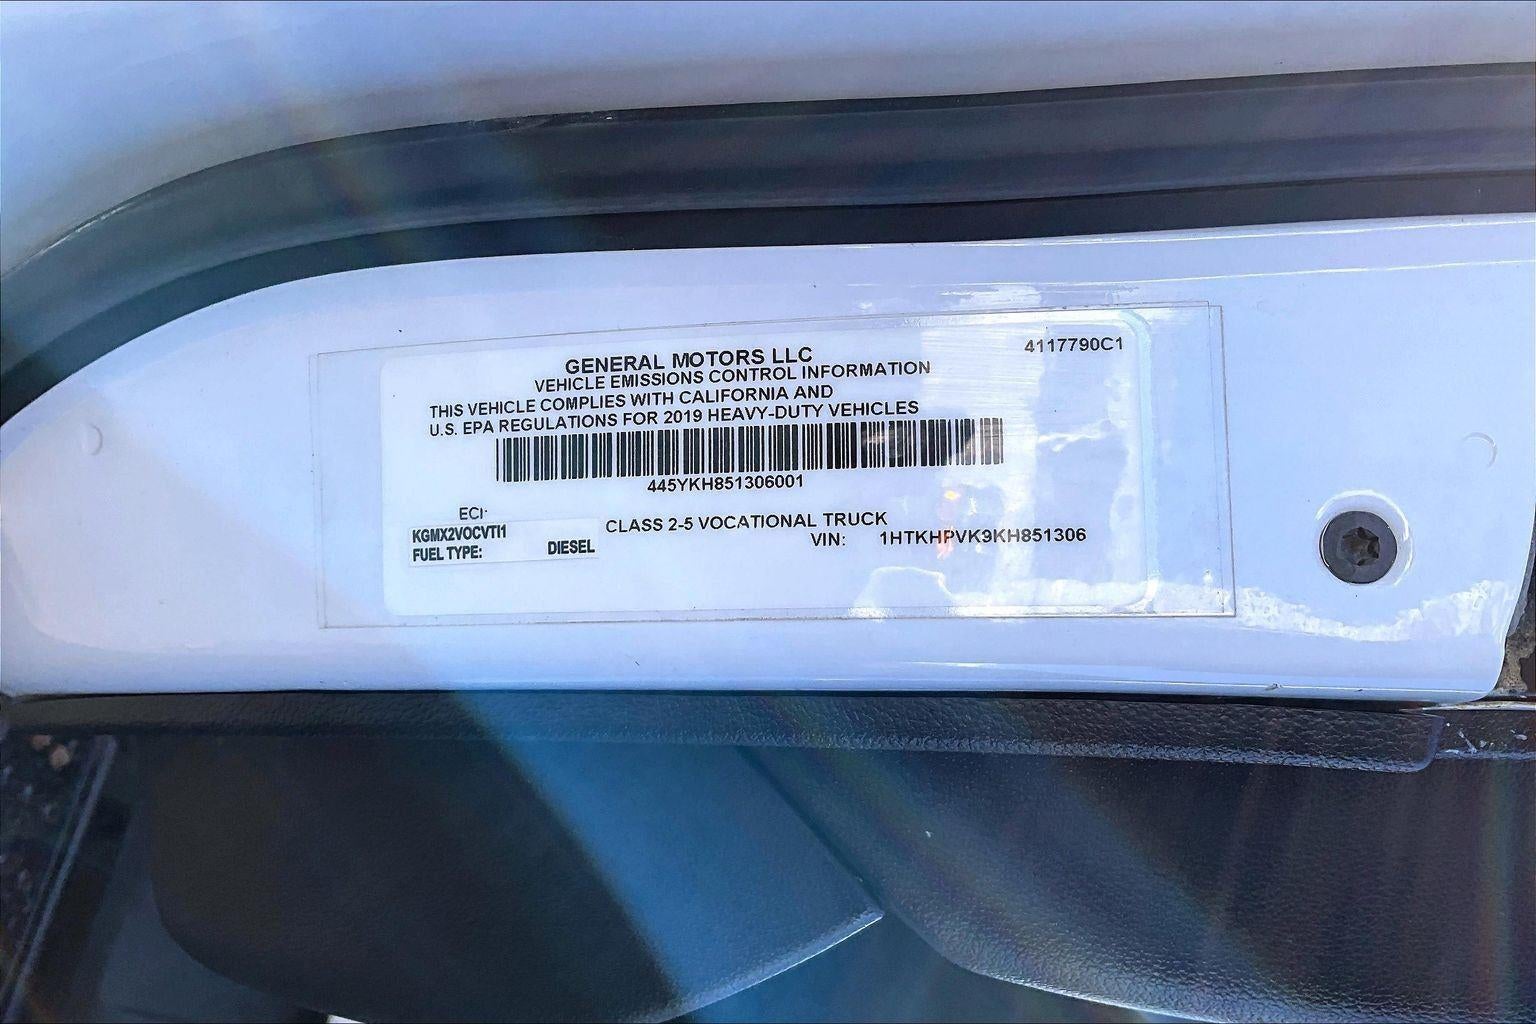 4117790C1
GENERAL MOTORS LLC
VEHICLE EMISSIONS CONTROL INFORMATION
THIS VEHICLE COMPLIES WITH CALIFORNIA AND
U.S. EPA REGULATIONS FOR 2019 HEAVY-DUTY VEHICLES
445YKH851306001
ECI·
KGMX2VOCVTI1
FUEL TYPE: DIESEL
CLASS 2-5 VOCATIONAL TRUCK
VIN: 1HTKHPVK9KH851306